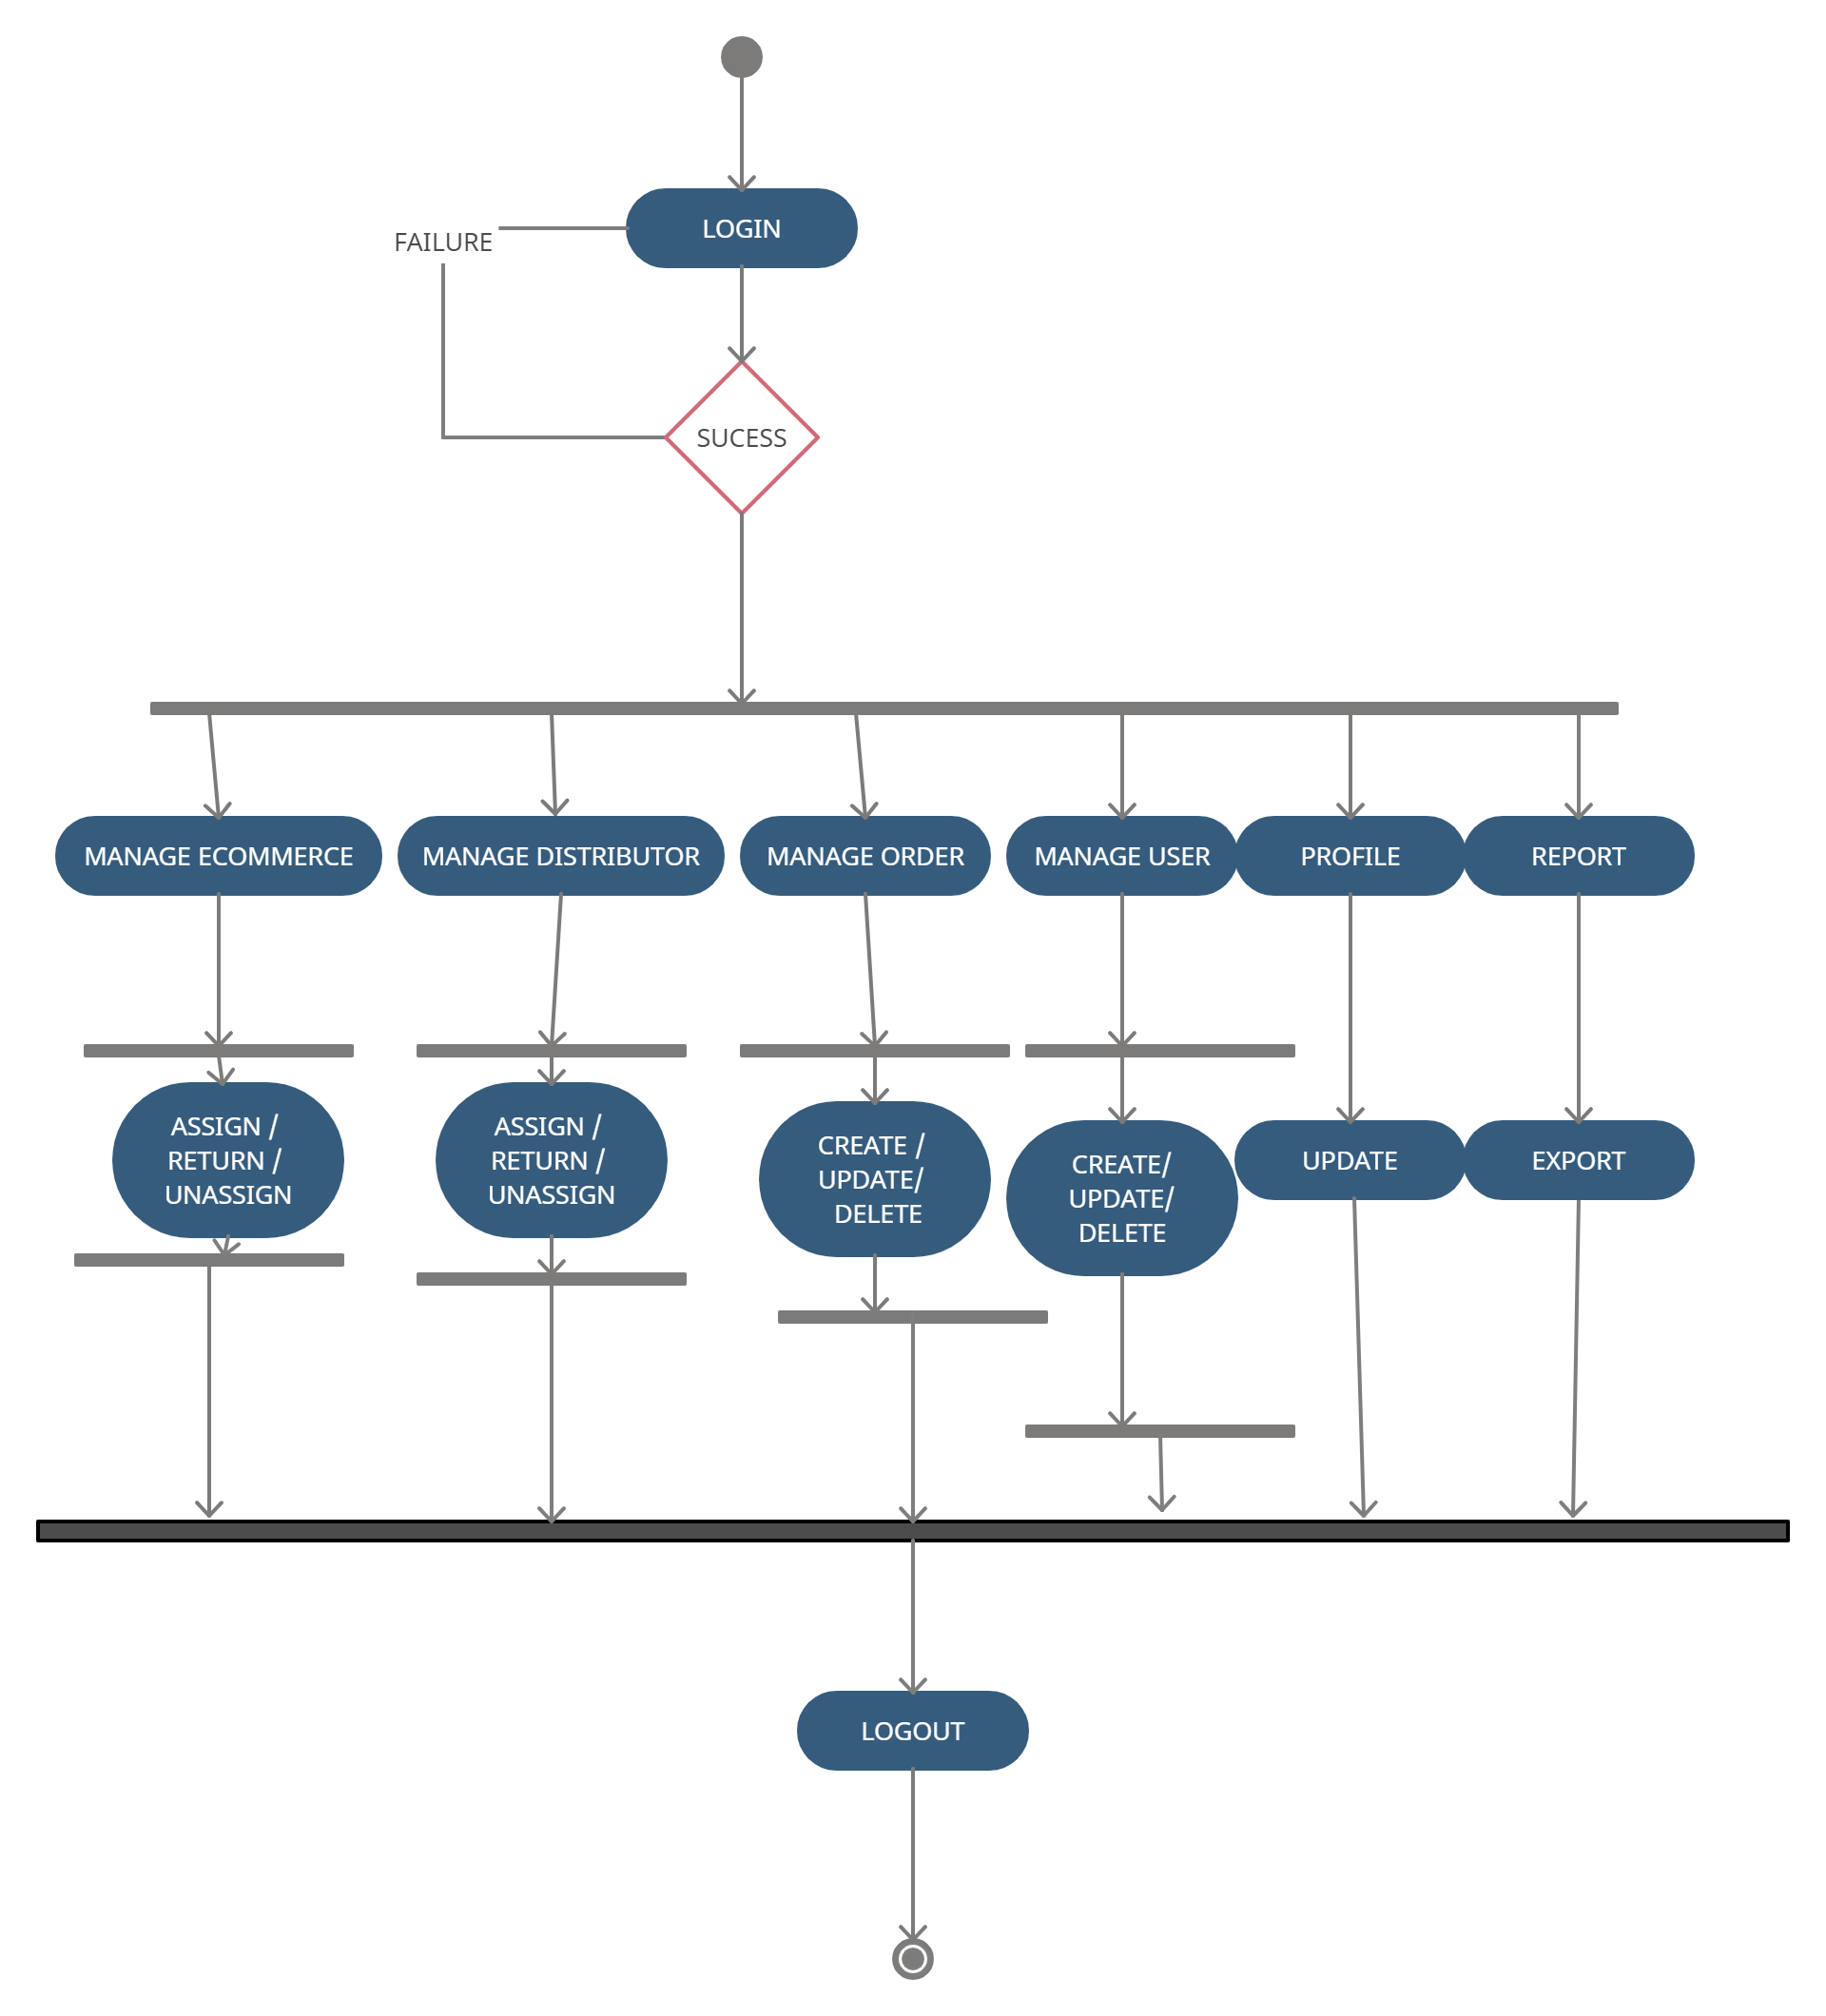 LOGIN
FAILURE
SUCESS
MANAGE ECOMMERCE
MANAGE DISTRIBUTOR
MANAGE ORDER
MANAGE USER
PROFILE
REPORT
ASSIGN /
RETURN /
UNASSIGN
ASSIGN /
RETURN /
UNASSIGN
CREATE /
UPDATE/
DELETE
CREATE/
UPDATE/
DELETE
UPDATE
EXPORT
LOGOUT